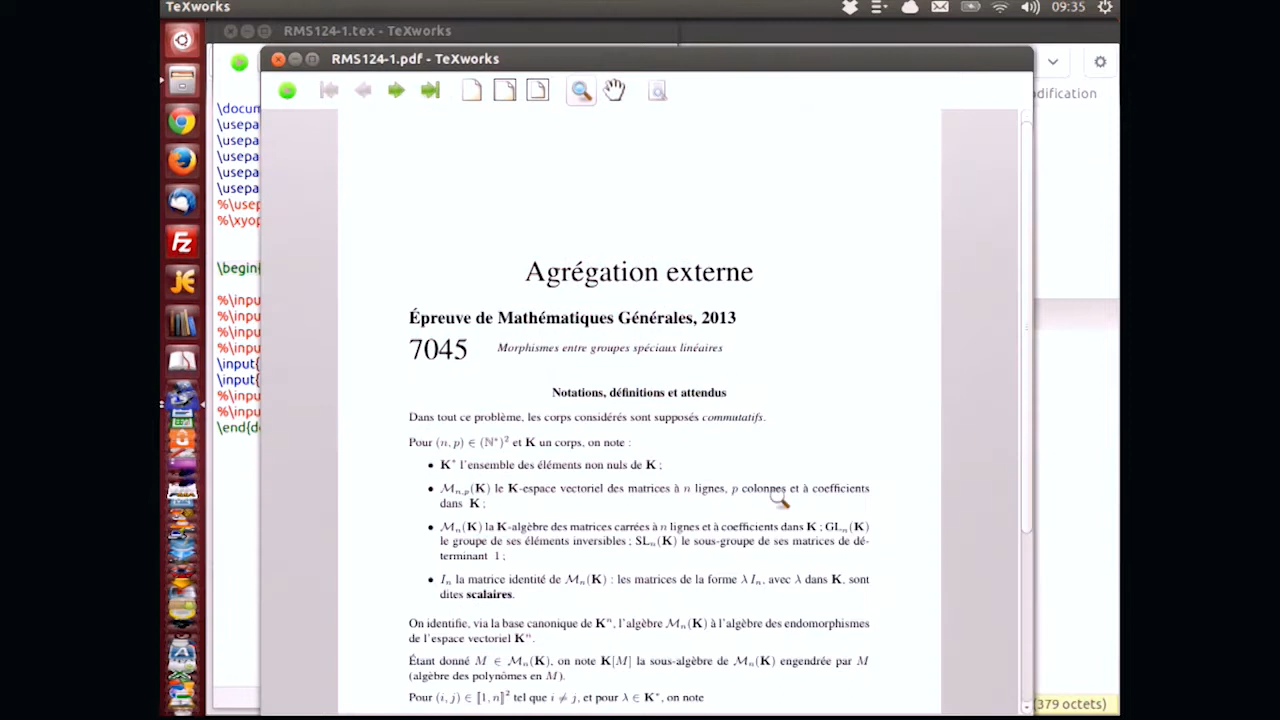 TeXworks
09:35
RMS124-1.tex - TeXworks
RMS124-1.pdf - TeXworks
\docum
\usepa
\usepa
\usepa
\usepa
\usepa
%\usep
%\xyop
\begin{
%\input
%\input
%\input
%\input
\input{
\input{
%\input
%\input
\end{do
dification
Agrégation externe
Épreuve de Mathématiques Générales, 2013
7045 Morphismes entre groupes spéciaux linéaires
Notations, définitions et attendus
Dans tout ce problème, les corps considérés sont supposés commutatifs.
Pour (n, p) ∈ (ℕ*)² et K un corps, on note :
• K* l'ensemble des éléments non nuls de K ;
• ℳn,p(K) le K-espace vectoriel des matrices à n lignes, p colonnes et à coefficients
dans K ;
• ℳn(K) la K-algèbre des matrices carrées à n lignes et à coefficients dans K ; GLn(K)
le groupe de ses éléments inversibles ; SLn(K) le sous-groupe de ses matrices de dé-
terminant 1 ;
• In la matrice identité de ℳn(K) : les matrices de la forme λ In, avec λ dans K, sont
dites scalaires.
On identifie, via la base canonique de Kⁿ, l'algèbre ℳn(K) à l'algèbre des endomorphismes
de l'espace vectoriel Kⁿ.
Étant donné M ∈ ℳn(K), on note K[M] la sous-algèbre de ℳn(K) engendrée par M
(algèbre des polynômes en M).
Pour (i, j) ∈ ⟦1, n⟧² tel que i ≠ j, et pour λ ∈ K*, on note
(379 octets)